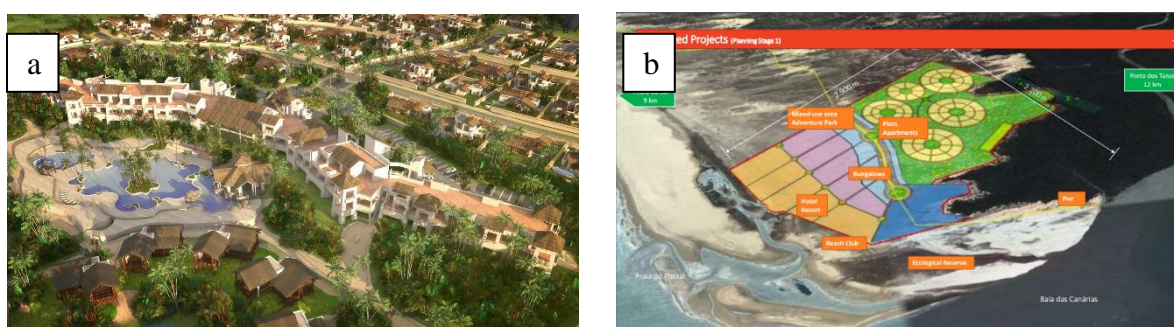 a
b
ed Projects (Planning Stage 1)
9 km
Porto dos Tatus
12 km
2.900 m
Mixed-use area
Adventure Park
Plots
Apartments
Bungalows
Hotel
Resort
Pier
Beach Club
Ecological Reserve
Praia do Pontal
Baía das Canárias